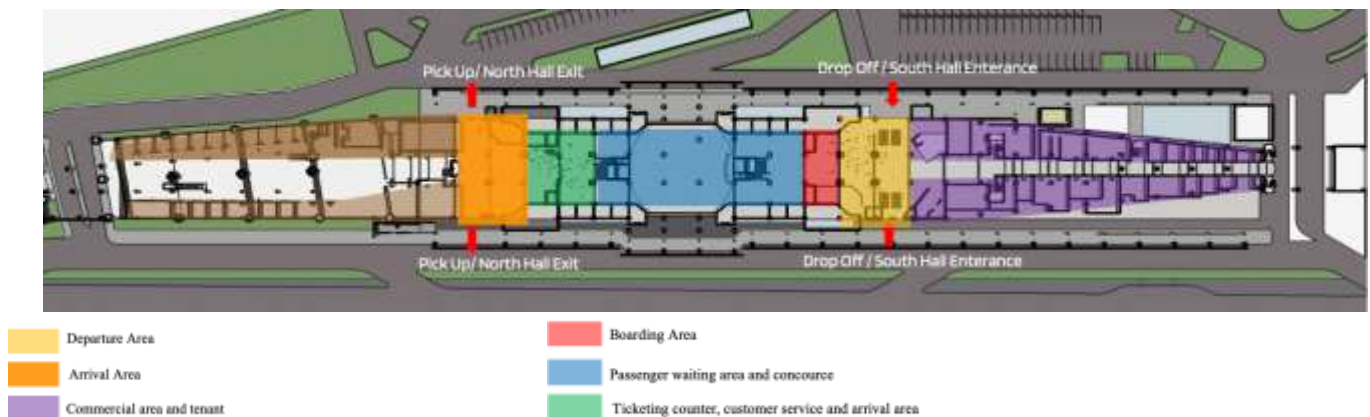 Pick Up/ North Hall Exit
Drop Off / South Hall Enterance
Pick Up/ North Hall Exit
Drop Off / South Hall Enterance
Departure Area
Boarding Area
Arrival Area
Passenger waiting area and concource
Commercial area and tenant
Ticketing counter, customer service and arrival area